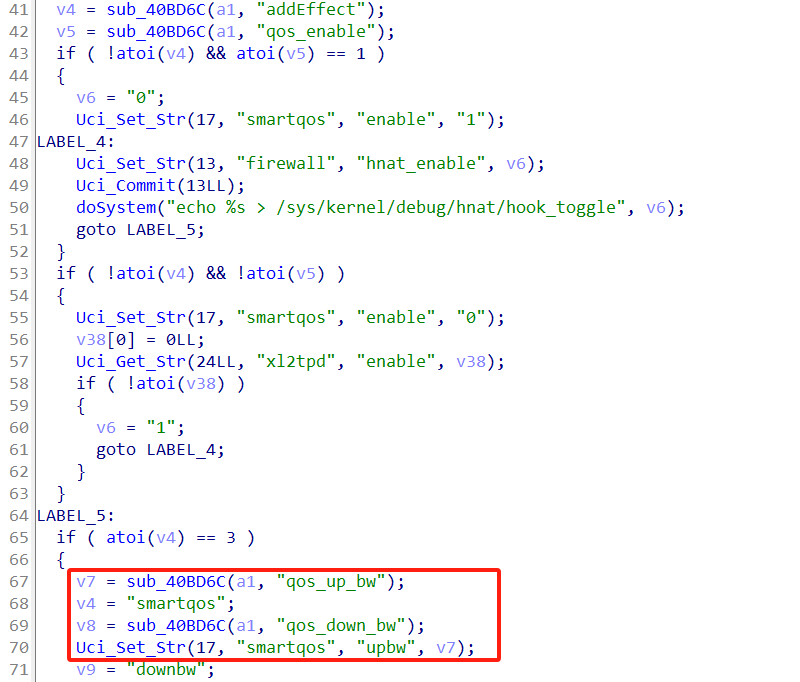 41 v4 = sub_40BD6C(a1, "addEffect");
42 v5 = sub_40BD6C(a1, "qos_enable");
43 if ( !atoi(v4) && atoi(v5) == 1 )
44 {
45 v6 = "0";
46 Uci_Set_Str(17, "smartqos", "enable", "1");
47 LABEL_4:
48 Uci_Set_Str(13, "firewall", "hnat_enable", v6);
49 Uci_Commit(13LL);
50 doSystem("echo %s > /sys/kernel/debug/hnat/hook_toggle", v6);
51 goto LABEL_5;
52 }
53 if ( !atoi(v4) && !atoi(v5) )
54 {
55 Uci_Set_Str(17, "smartqos", "enable", "0");
56 v38[0] = 0LL;
57 Uci_Get_Str(24LL, "xl2tpd", "enable", v38);
58 if ( !atoi(v38) )
59 {
60 v6 = "1";
61 goto LABEL_4;
62 }
63 }
64 LABEL_5:
65 if ( atoi(v4) == 3 )
66 {
67 v7 = sub_40BD6C(a1, "qos_up_bw");
68 v4 = "smartqos";
69 v8 = sub_40BD6C(a1, "qos_down_bw");
70 Uci_Set_Str(17, "smartqos", "upbw", v7);
71 v9 = "downbw";